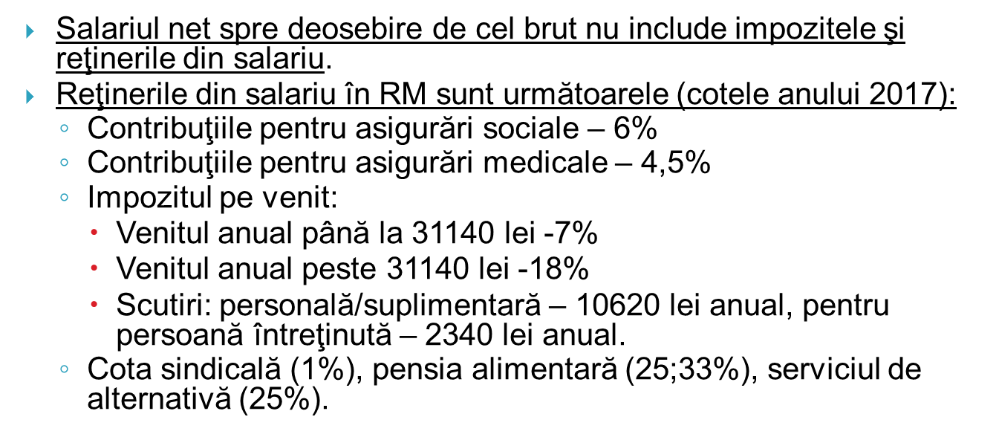 Salariul net spre deosebire de cel brut nu include impozitele şi
reţinerile din salariu.
Reţinerile din salariu în RM sunt următoarele (cotele anului 2017):
Contribuţiile pentru asigurări sociale – 6%
Contribuţiile pentru asigurări medicale – 4,5%
Impozitul pe venit:
Venitul anual până la 31140 lei -7%
Venitul anual peste 31140 lei -18%
Scutiri: personală/suplimentară – 10620 lei anual, pentru
persoană întreţinută – 2340 lei anual.
Cota sindicală (1%), pensia alimentară (25;33%), serviciul de
alternativă (25%).